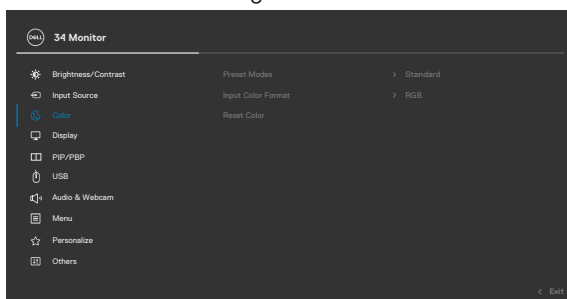 DELL 34 Monitor
Brightness/Contrast Preset Modes > Standard
Input Source Input Color Format > RGB
Color Reset Color
Display
PIP/PBP
USB
Audio & Webcam
Menu
Personalize
Others
< Exit